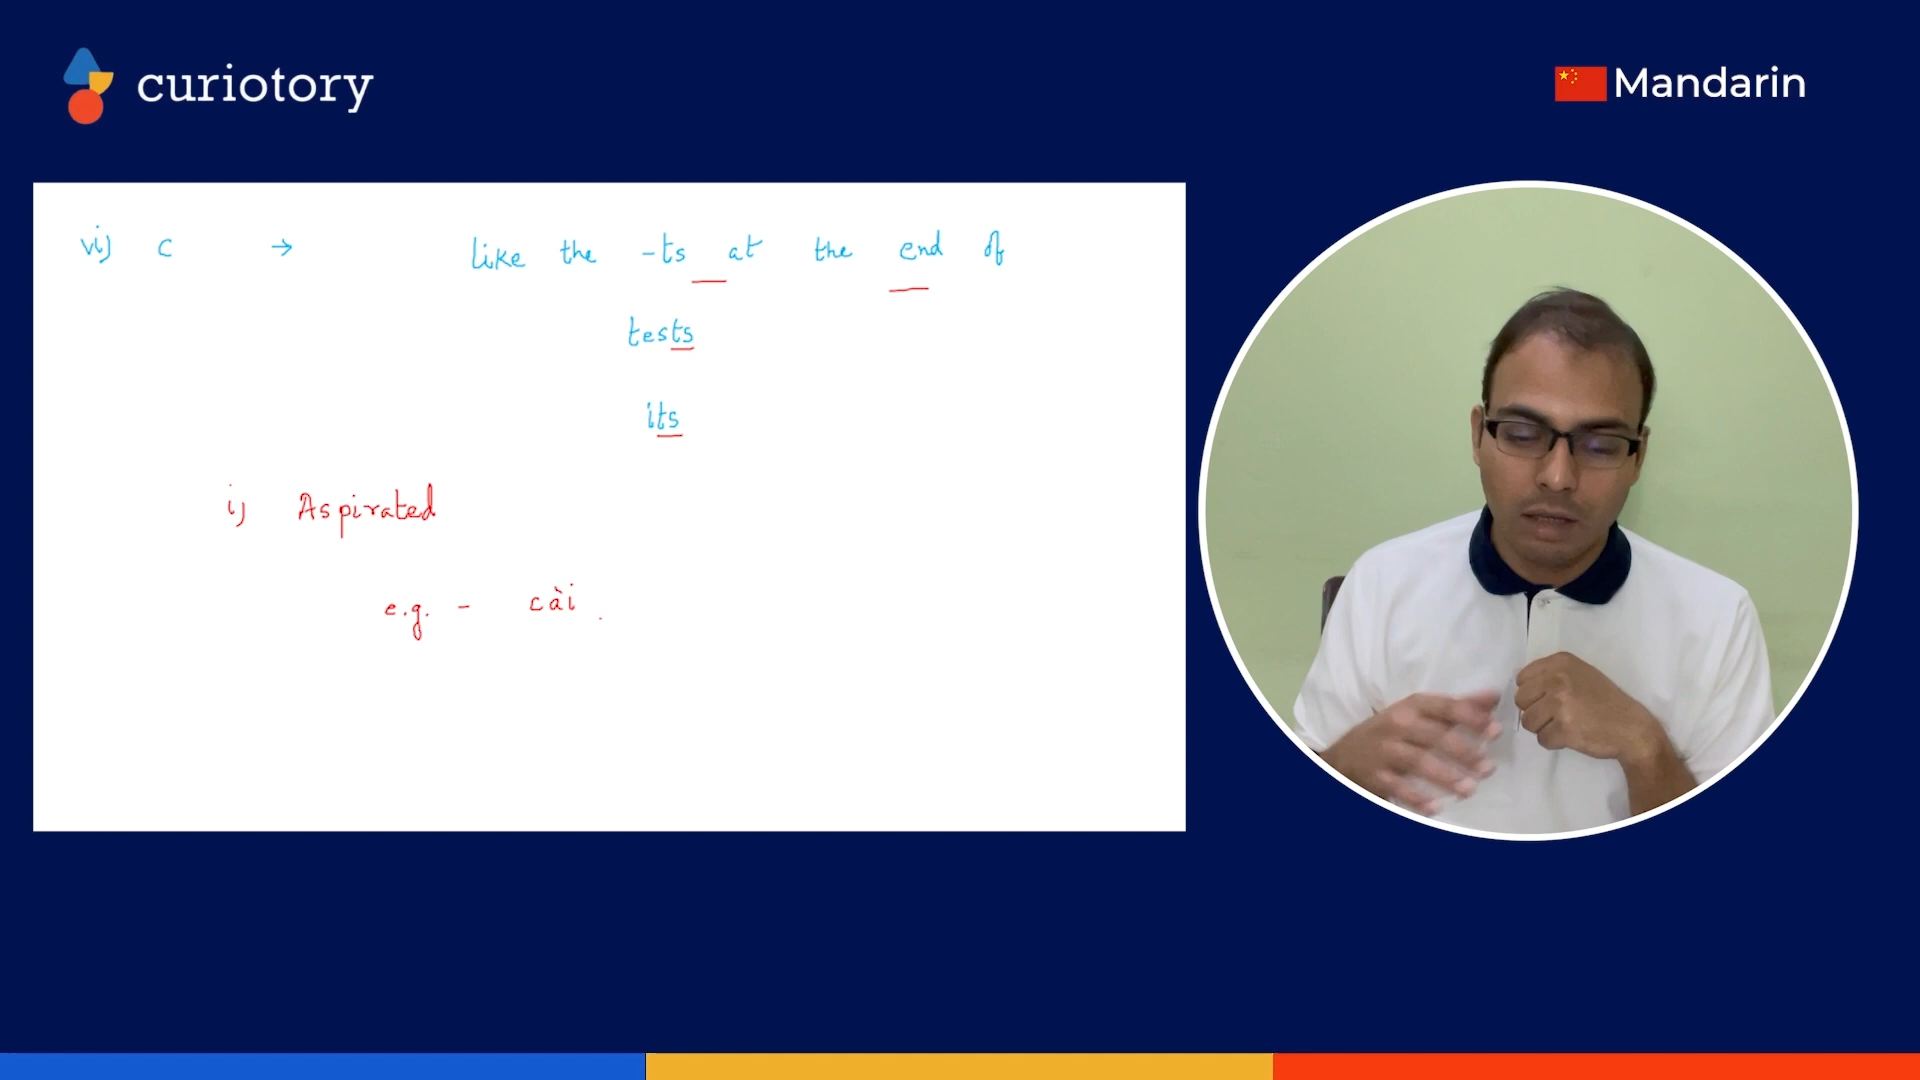 curiotory
Mandarin
vi) c → like the -ts at the end of
tests
its
i) Aspirated
e.g. - cài